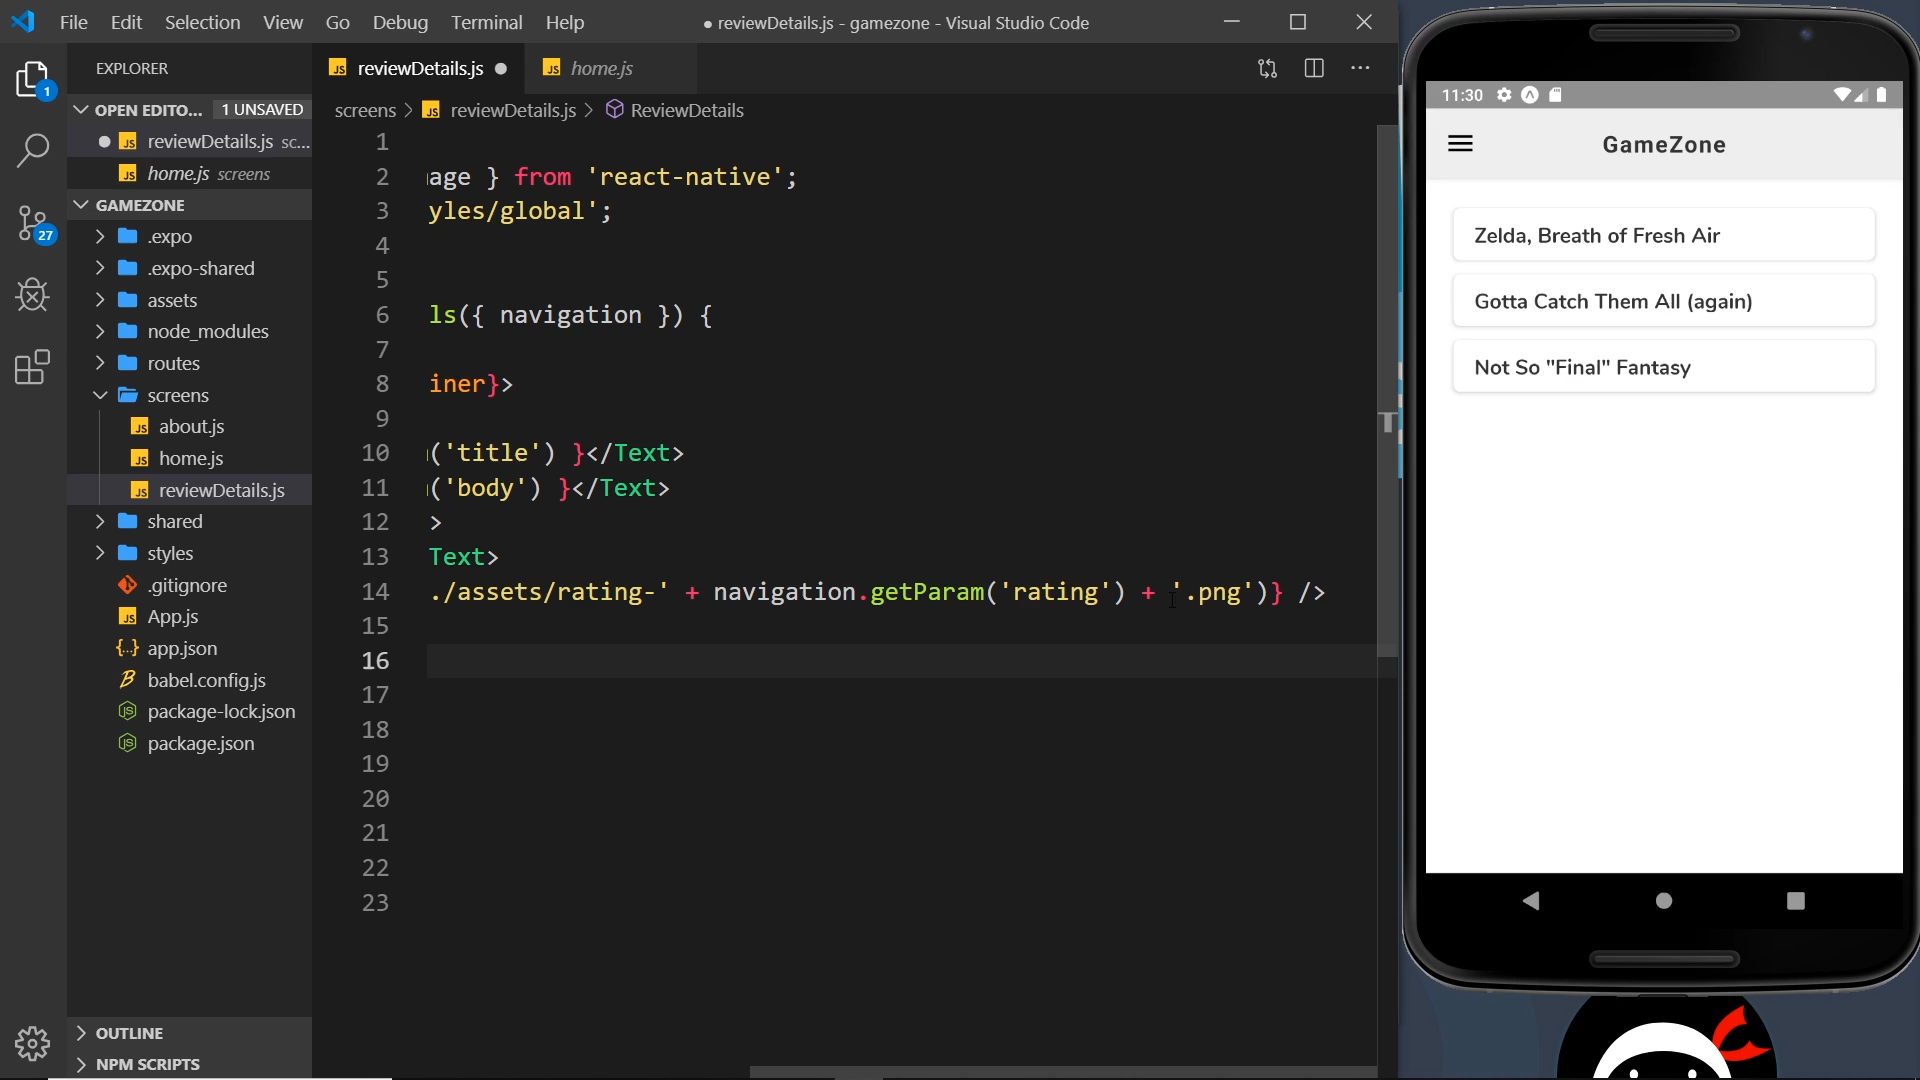 File Edit Selection View Go Debug Terminal Help
● reviewDetails.js - gamezone - Visual Studio Code
EXPLORER
OPEN EDITO... 1 UNSAVED
reviewDetails.js sc...
home.js screens
GAMEZONE
.expo
.expo-shared
assets
node_modules
routes
screens
about.js
home.js
reviewDetails.js
shared
styles
.gitignore
App.js
app.json
babel.config.js
package-lock.json
package.json
OUTLINE
NPM SCRIPTS
1
27
JS reviewDetails.js
JS home.js
screens > JS reviewDetails.js > ReviewDetails
1
2 age } from 'react-native';
3 yles/global';
4
5
6 ls({ navigation }) {
7
8 iner}>
9
10 ('title') }</Text>
11 ('body') }</Text>
12 >
13 Text>
14 ./assets/rating-' + navigation.getParam('rating') + '.png')} />
15
16
17
18
19
20
21
22
23
11:30
GameZone
Zelda, Breath of Fresh Air
Gotta Catch Them All (again)
Not So "Final" Fantasy